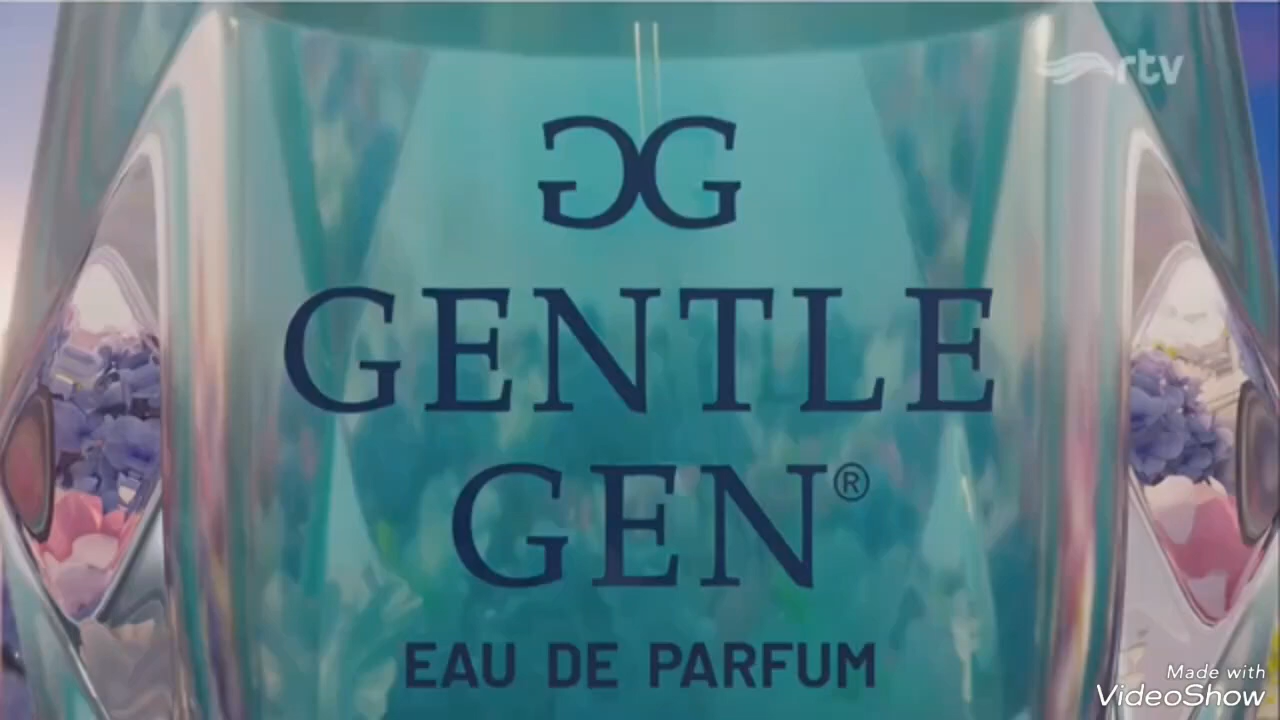 rtv
GG
GENTLE
GEN®
EAU DE PARFUM
Made with
VideoShow